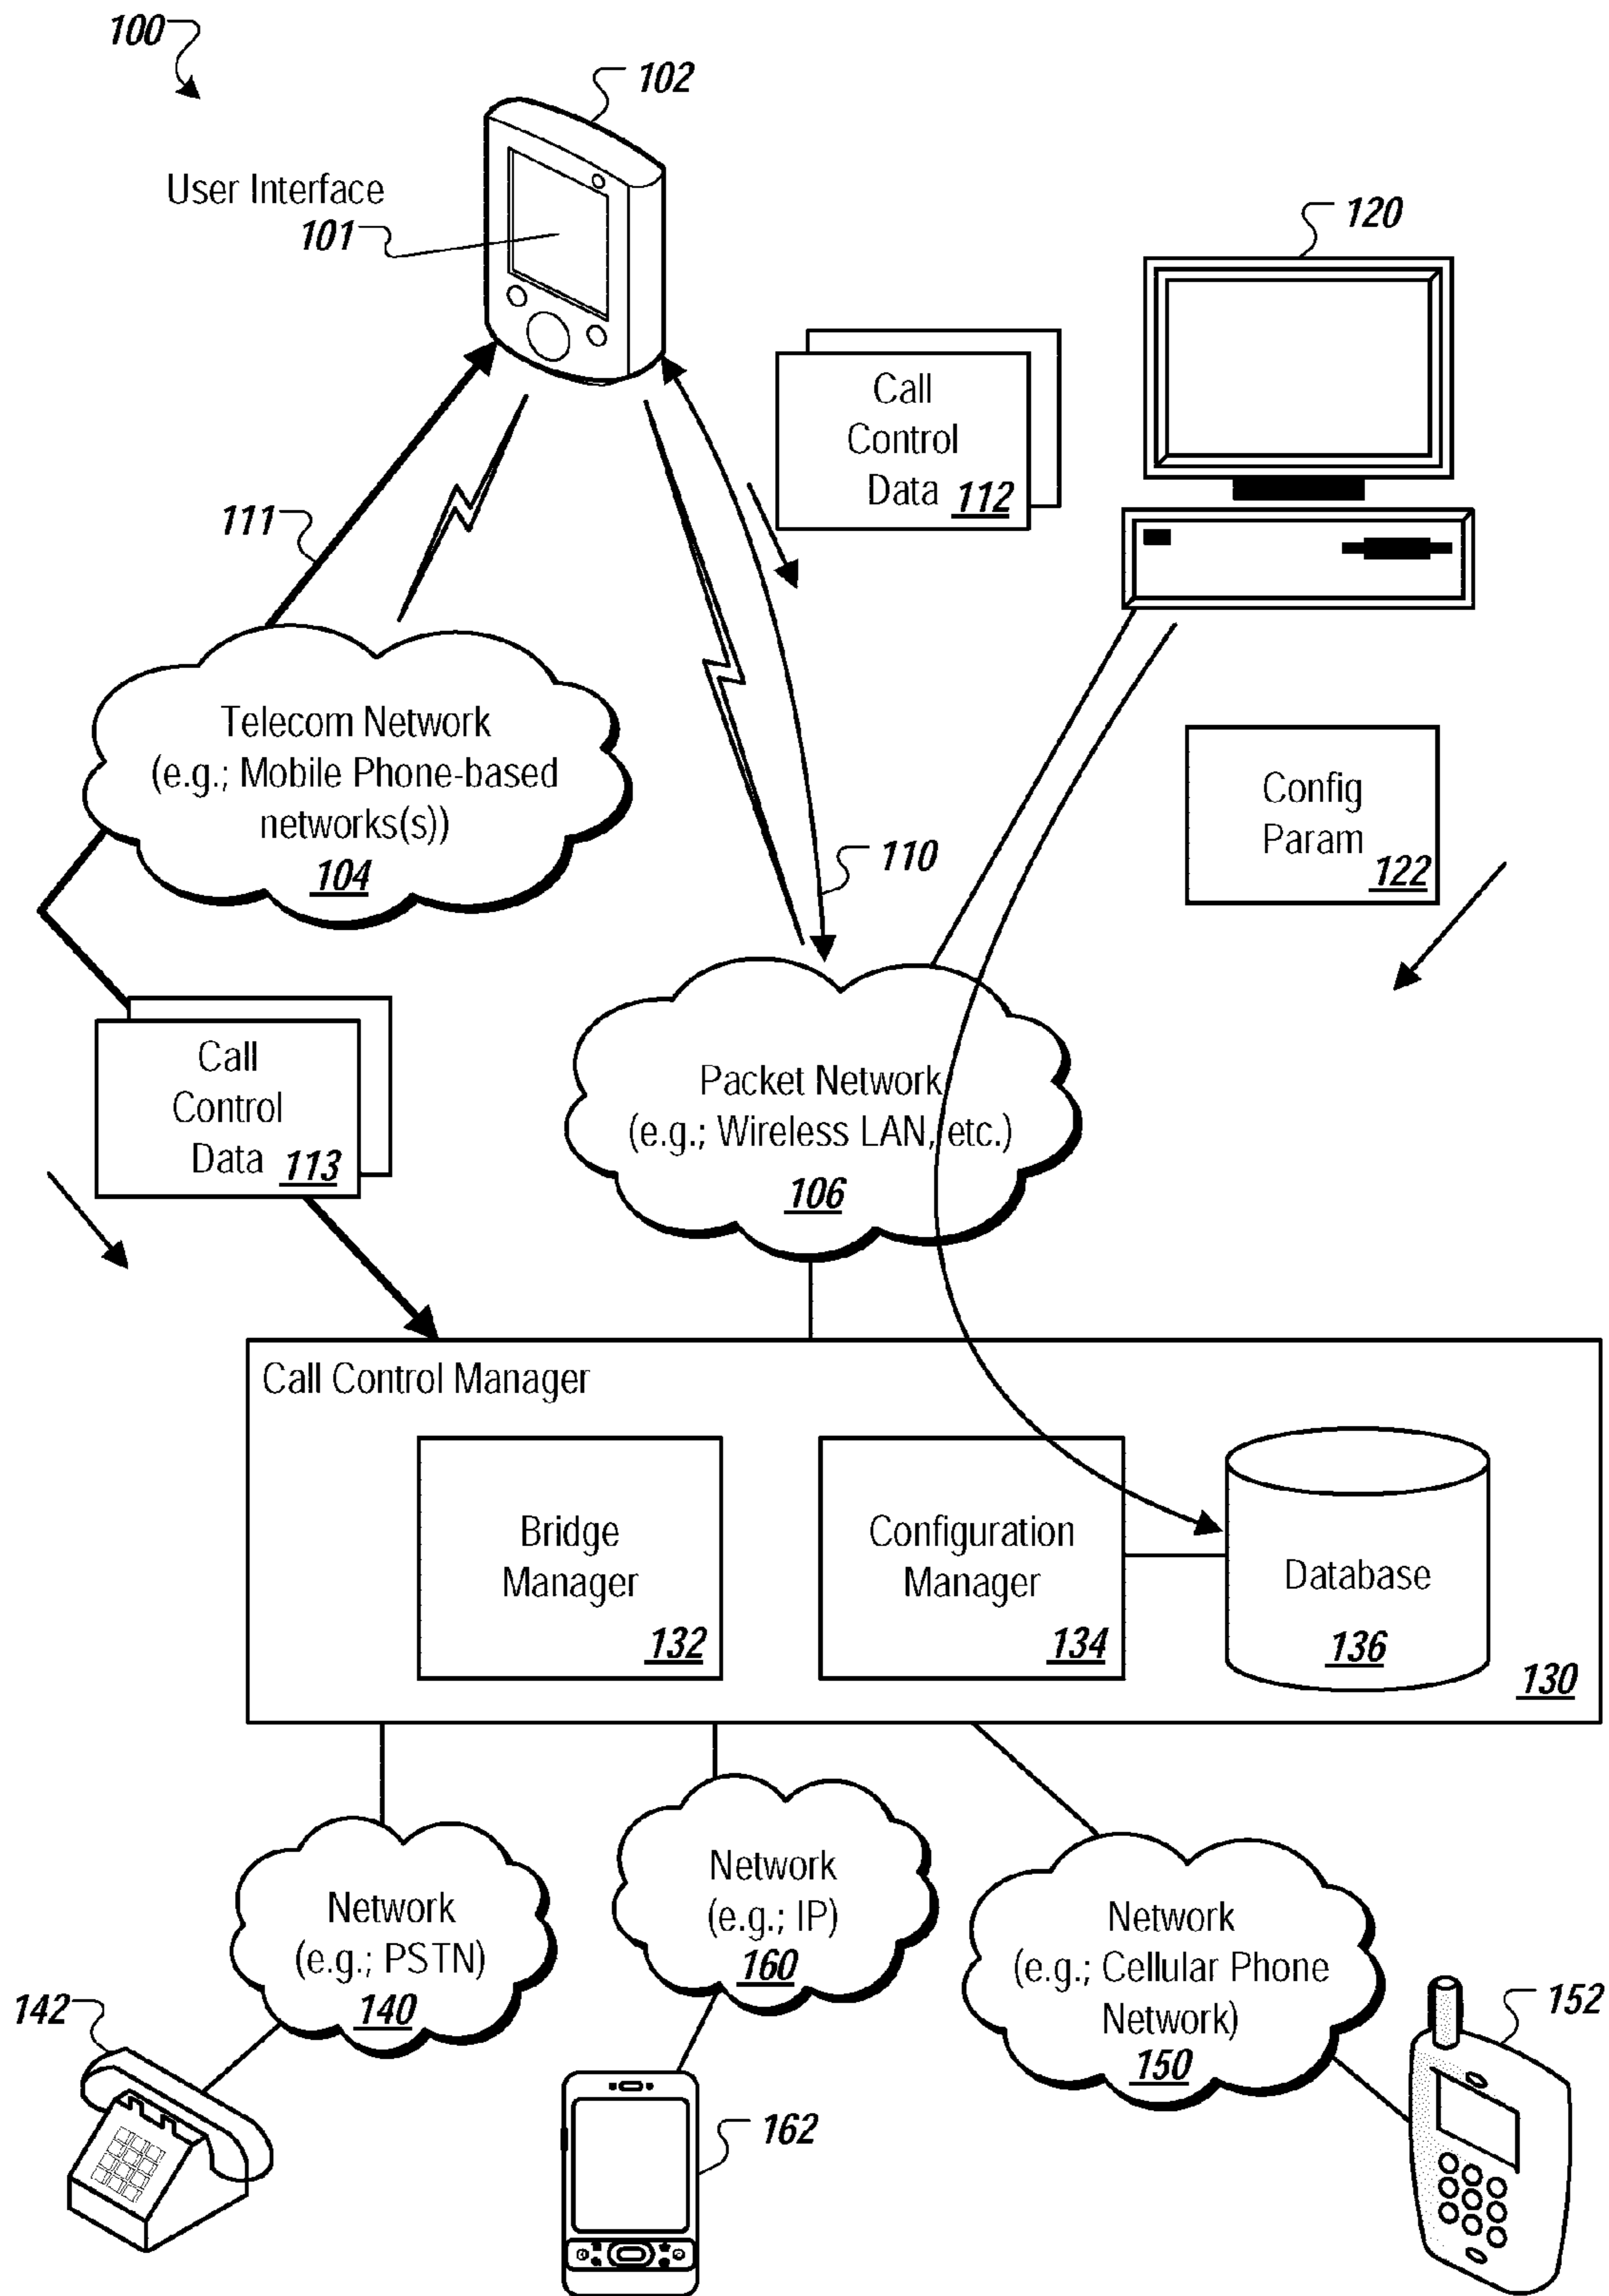 100
102
User Interface
101
120
Call
Control
Data 112
111
Telecom Network
(e.g.; Mobile Phone-based
networks(s))
104
110
Config
Param
122
Call
Control
Data 113
Packet Network
(e.g.; Wireless LAN, etc.)
106
Call Control Manager
Bridge
Manager
132
Configuration
Manager
134
Database
136
130
Network
(e.g.; PSTN)
140
Network
(e.g.; IP)
160
Network
(e.g.; Cellular Phone
Network)
150
142
152
162